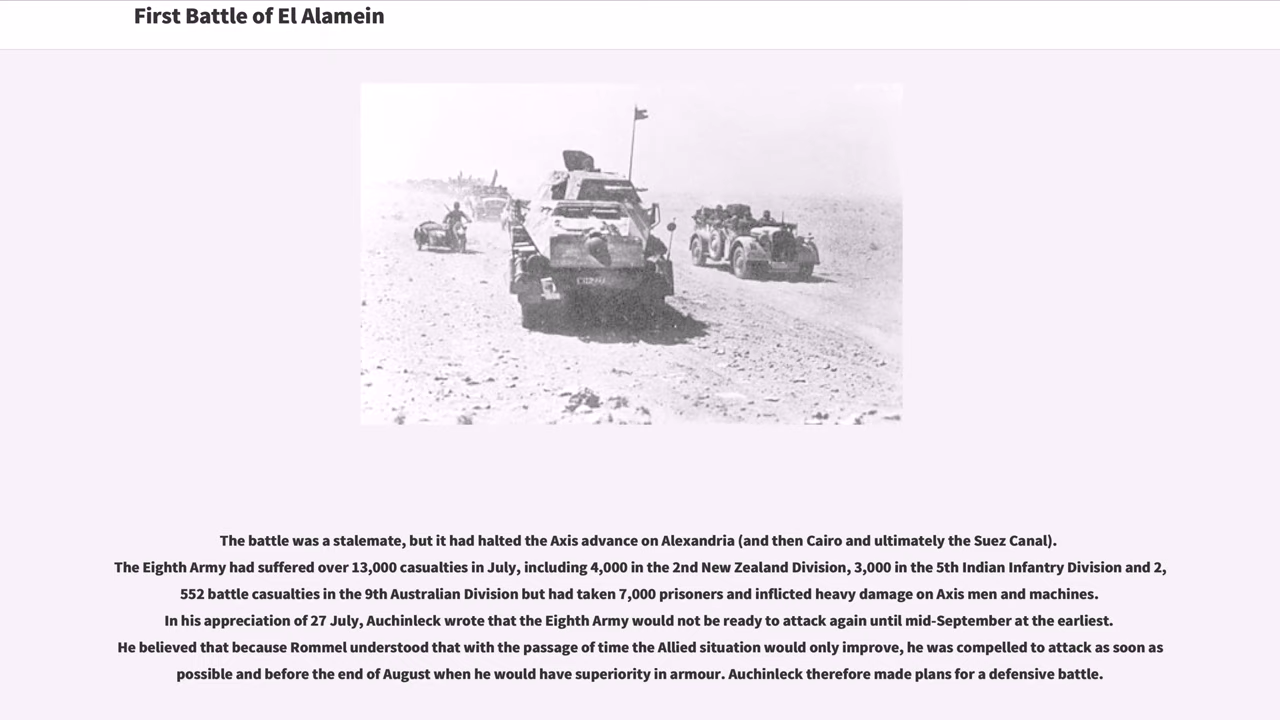 First Battle of El Alamein
The battle was a stalemate, but it had halted the Axis advance on Alexandria (and then Cairo and ultimately the Suez Canal).
The Eighth Army had suffered over 13,000 casualties in July, including 4,000 in the 2nd New Zealand Division, 3,000 in the 5th Indian Infantry Division and 2,
552 battle casualties in the 9th Australian Division but had taken 7,000 prisoners and inflicted heavy damage on Axis men and machines.
In his appreciation of 27 July, Auchinleck wrote that the Eighth Army would not be ready to attack again until mid-September at the earliest.
He believed that because Rommel understood that with the passage of time the Allied situation would only improve, he was compelled to attack as soon as
possible and before the end of August when he would have superiority in armour. Auchinleck therefore made plans for a defensive battle.